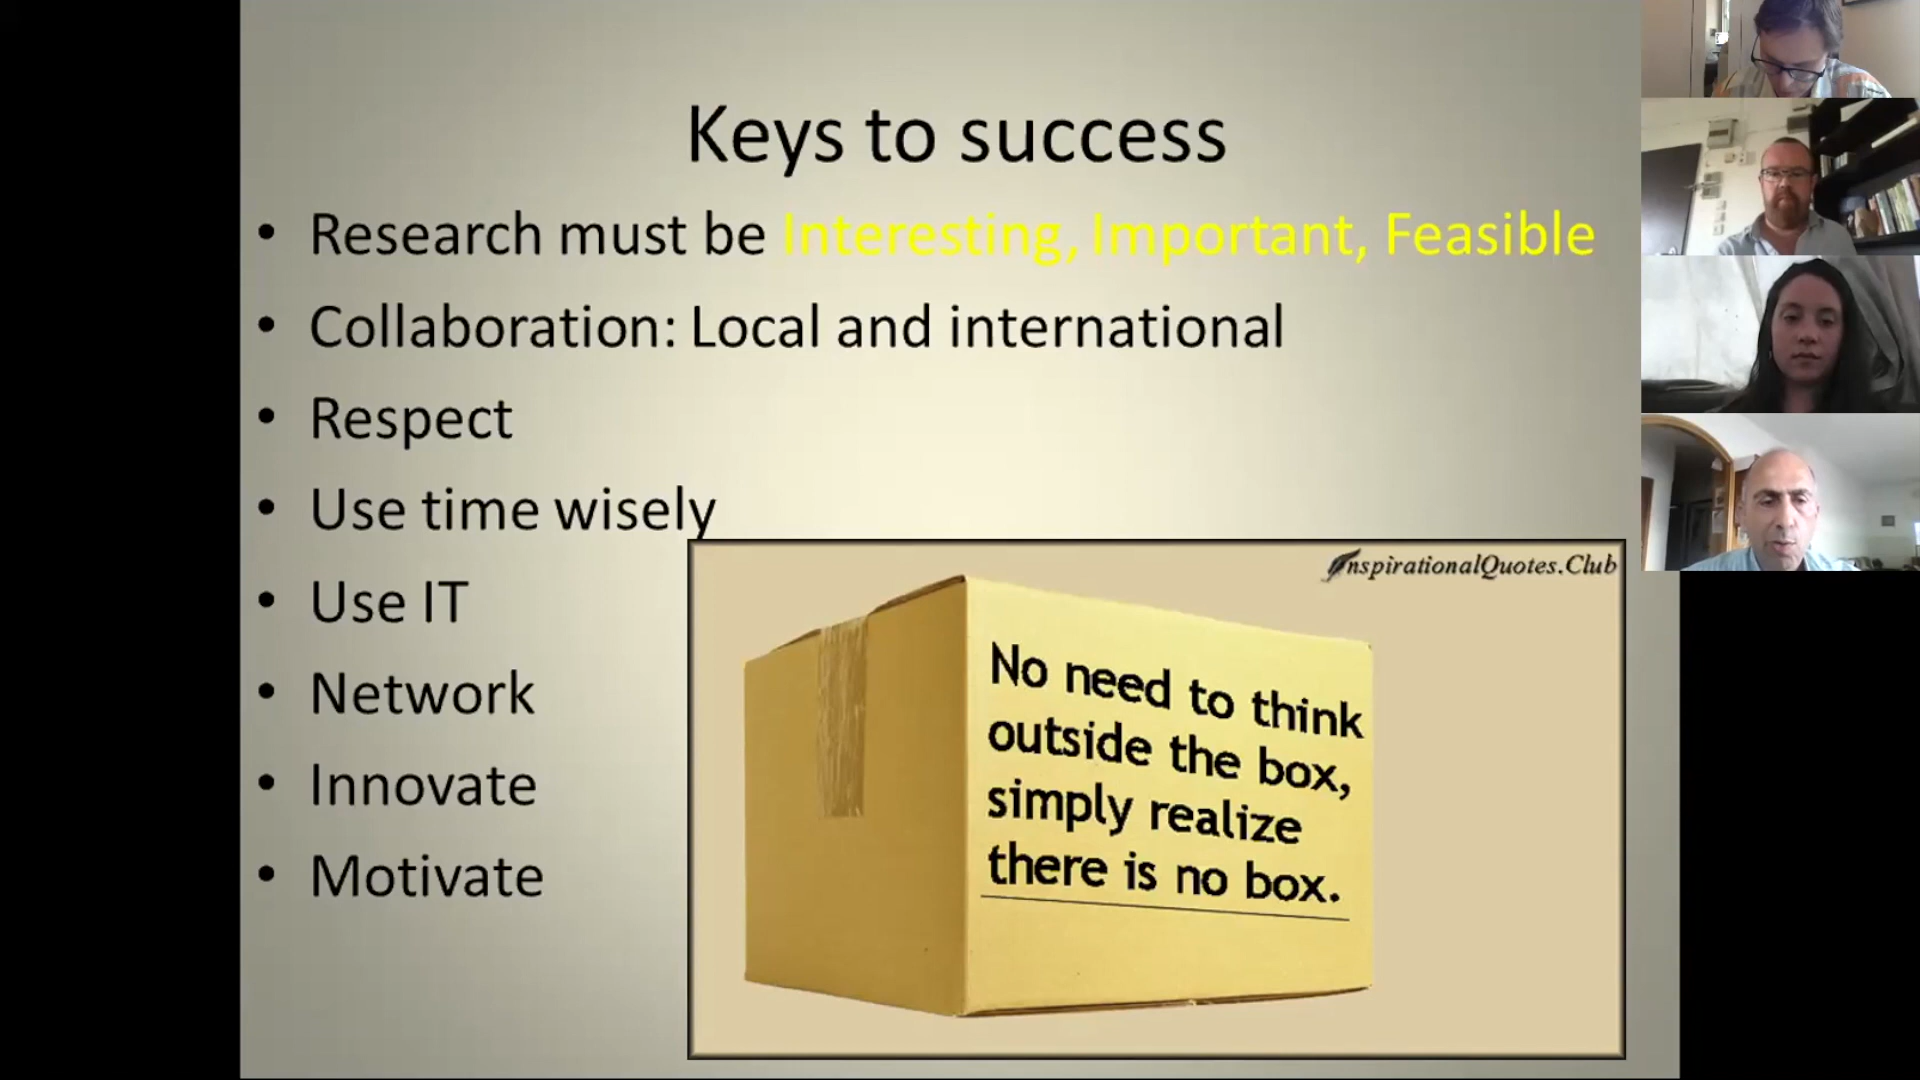 Keys to success
• Research must be Interesting, Important, Feasible
• Collaboration: Local and international
• Respect
• Use time wisely
• Use IT
• Network
• Innovate
• Motivate
InspirationalQuotes.Club
No need to think
outside the box,
simply realize
there is no box.